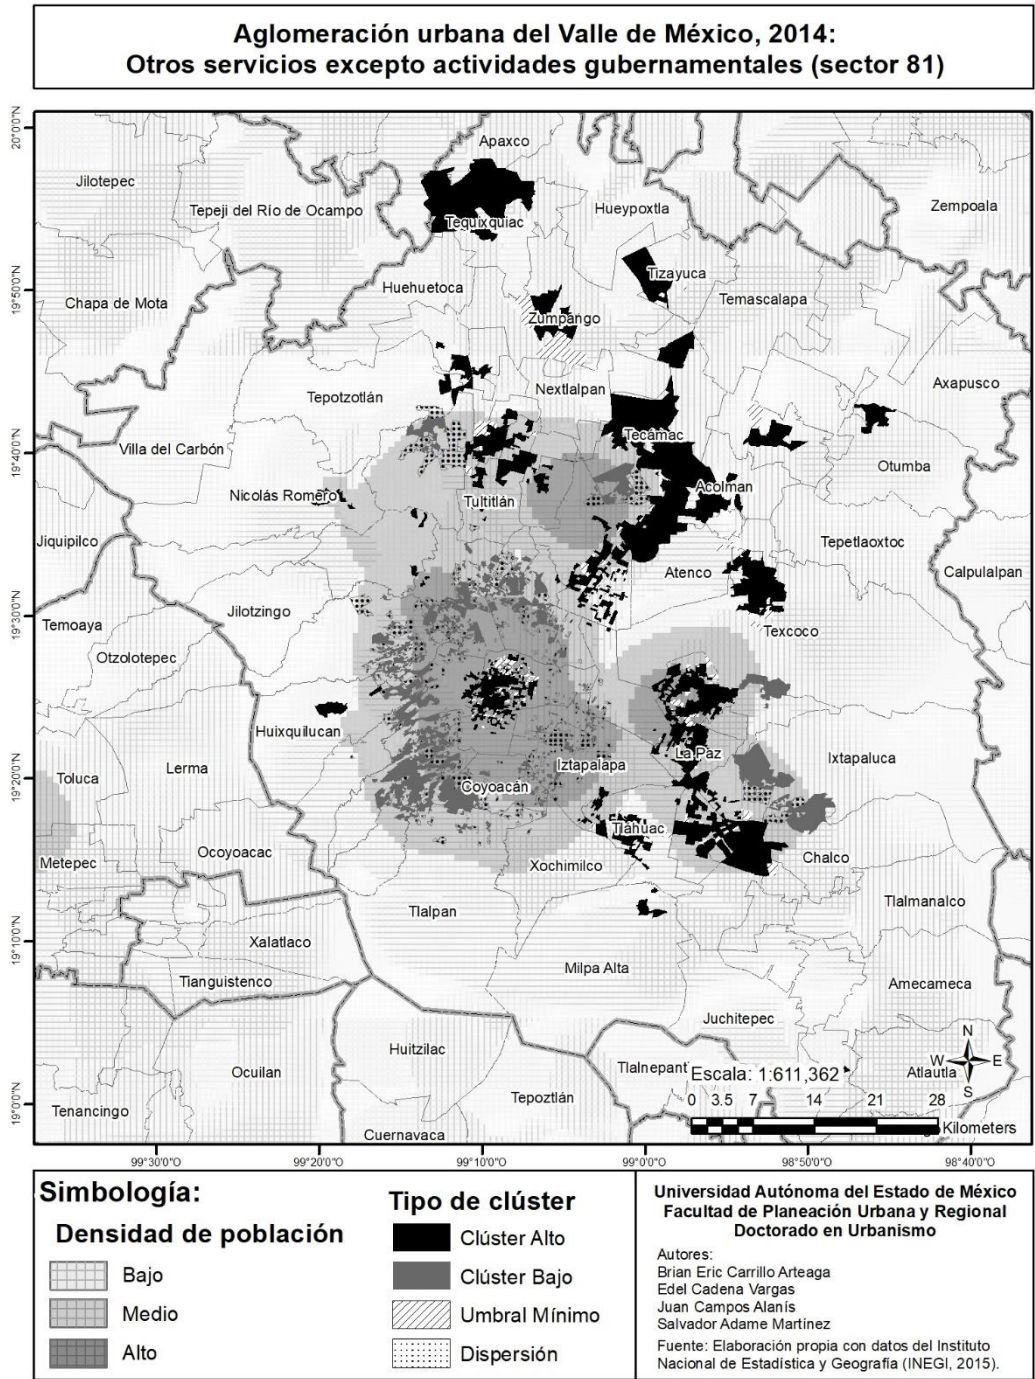 Aglomeración urbana del Valle de México, 2014:
Otros servicios excepto actividades gubernamentales (sector 81)
20°0'0"N
19°50'0"N
19°40'0"N
19°30'0"N
19°20'0"N
19°10'0"N
19°0'0"N
Apaxco
Jilotepec
Tepeji del Río de Ocampo
Hueypoxtla
Zempoala
Tequixquiac
Tizayuca
Huehuetoca
Temascalapa
Chapa de Mota
Zumpango
Axapusco
Tepotzotlán
Nextlalpan
Villa del Carbón
Tecámac
Otumba
Nicolás Romero
Tultitlán
Acolman
Jiquipilco
Tepetlaoxtoc
Atenco
Calpulalpan
Temoaya
Jilotzingo
Texcoco
Otzolotepec
Huixquilucan
La Paz
Ixtapaluca
Iztapalapa
Toluca
Lerma
Coyoacán
Tláhuac
Metepec
Ocoyoacac
Xochimilco
Chalco
Tlalpan
Tlalmanalco
Xalatlaco
Milpa Alta
Tianguistenco
Amecameca
Juchitepec
Huitzilac
Ocuilan
Tlalnepant
Atlautla
Tepoztlán
Tenancingo
Cuernavaca
N
W E
S
Escala: 1:611,362
0 3.5 7 14 21 28
Kilometers
99°30'0"O 99°20'0"O 99°10'0"O 99°0'0"O 98°50'0"O 98°40'0"O
Simbología:
Densidad de población
Bajo
Medio
Alto
Tipo de clúster
Clúster Alto
Clúster Bajo
Umbral Mínimo
Dispersión
Universidad Autónoma del Estado de México
Facultad de Planeación Urbana y Regional
Doctorado en Urbanismo
Autores:
Brian Eric Carrillo Arteaga
Edel Cadena Vargas
Juan Campos Alanís
Salvador Adame Martínez
Fuente: Elaboración propia con datos del Instituto
Nacional de Estadística y Geografía (INEGI, 2015).